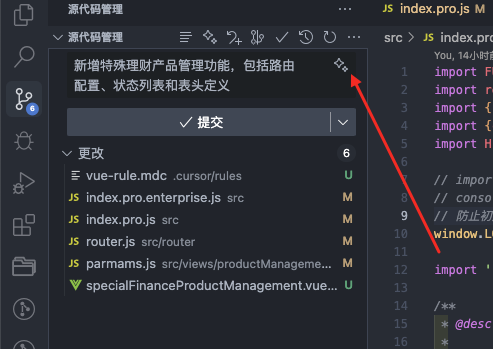 源代码管理
源代码管理
新增特殊理财产品管理功能，包括路由
配置、状态列表和表头定义
提交
更改
6
vue-rule.mdc .cursor/rules
U
JS index.pro.enterprise.js src
M
JS index.pro.js src
M
JS router.js src/router
M
JS parmams.js src/views/productManageme...
M
specialFinanceProductManagement.vue...
U
6
JS index.pro.js
src > JS index.pro
You, 14小时前
1 import
2 import
3 import {
4 import {
5 import
6
7 // import
8 // conso
9 // 防止初
10 window.
11
12 import '
13
14 /**
15 * @desc
16 *